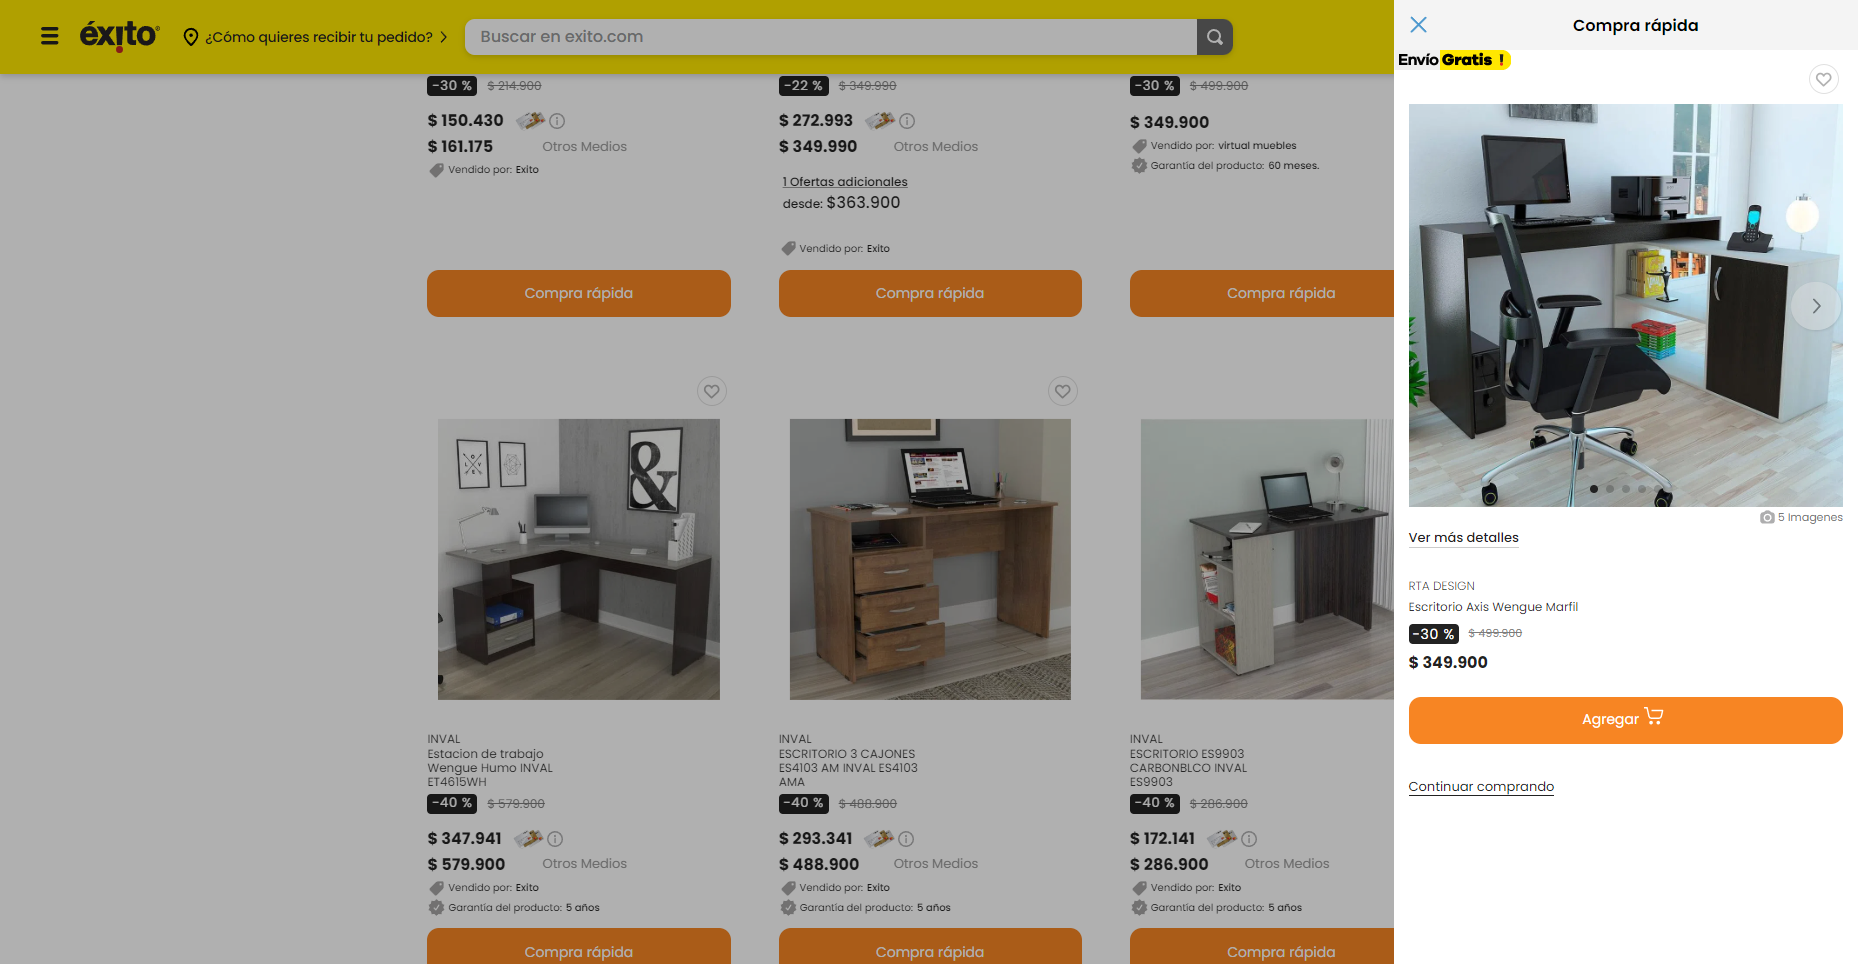 éxito
¿Cómo quieres recibir tu pedido?
Buscar en exito.com
-30 % $ 214.900
$ 150.430
$ 161.175 Otros Medios
Vendido por: Exito
Compra rápida
-22 % $ 349.990
$ 272.993
$ 349.990 Otros Medios
1 Ofertas adicionales
desde: $363.900
Vendido por: Exito
Compra rápida
-30 % $ 499.900
$ 349.900
Vendido por: virtual muebles
Garantía del producto: 60 meses.
Compra rápida
&
INVAL
Estacion de trabajo
Wengue Humo INVAL
ET4615WH
-40 % $ 579.900
$ 347.941
$ 579.900 Otros Medios
Vendido por: Exito
Garantía del producto: 5 años
Compra rápida
INVAL
ESCRITORIO 3 CAJONES
ES4103 AM INVAL ES4103
AMA
-40 % $ 488.900
$ 293.341
$ 488.900 Otros Medios
Vendido por: Exito
Garantía del producto: 5 años
Compra rápida
INVAL
ESCRITORIO ES9903
CARBONBLCO INVAL
ES9903
-40 % $ 286.900
$ 172.141
$ 286.900 Otros Medios
Vendido por: Exito
Garantía del producto: 5 años
Compra rápida
Compra rápida
Envío Gratis !
5 Imagenes
Ver más detalles
RTA DESIGN
Escritorio Axis Wengue Marfil
-30 % $ 499.900
$ 349.900
Agregar
Continuar comprando